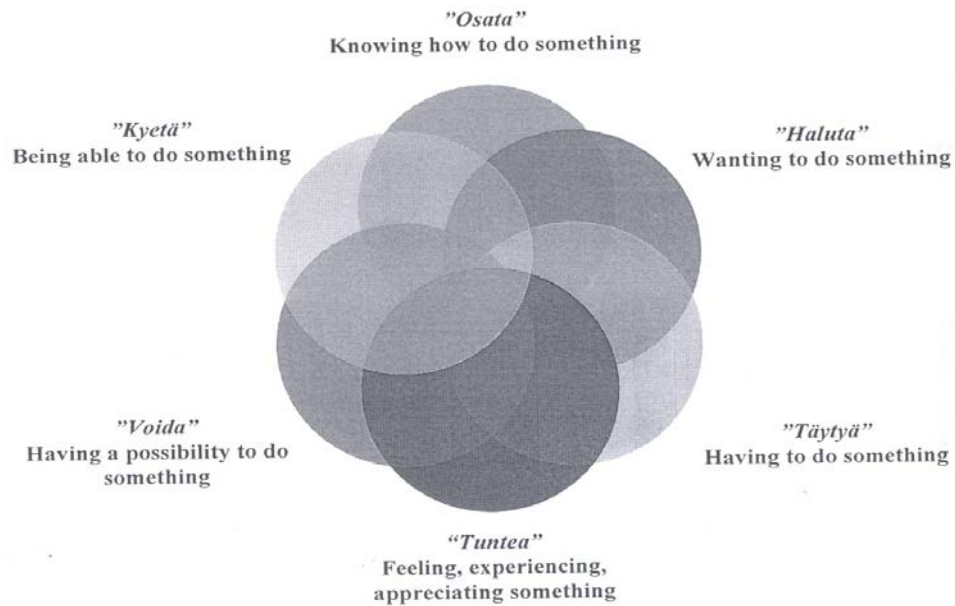 "Osata"
Knowing how to do something
"Kyetä"
Being able to do something
"Haluta"
Wanting to do something
"Voida"
Having a possibility to do
something
"Täytyä"
Having to do something
"Tuntea"
Feeling, experiencing,
appreciating something